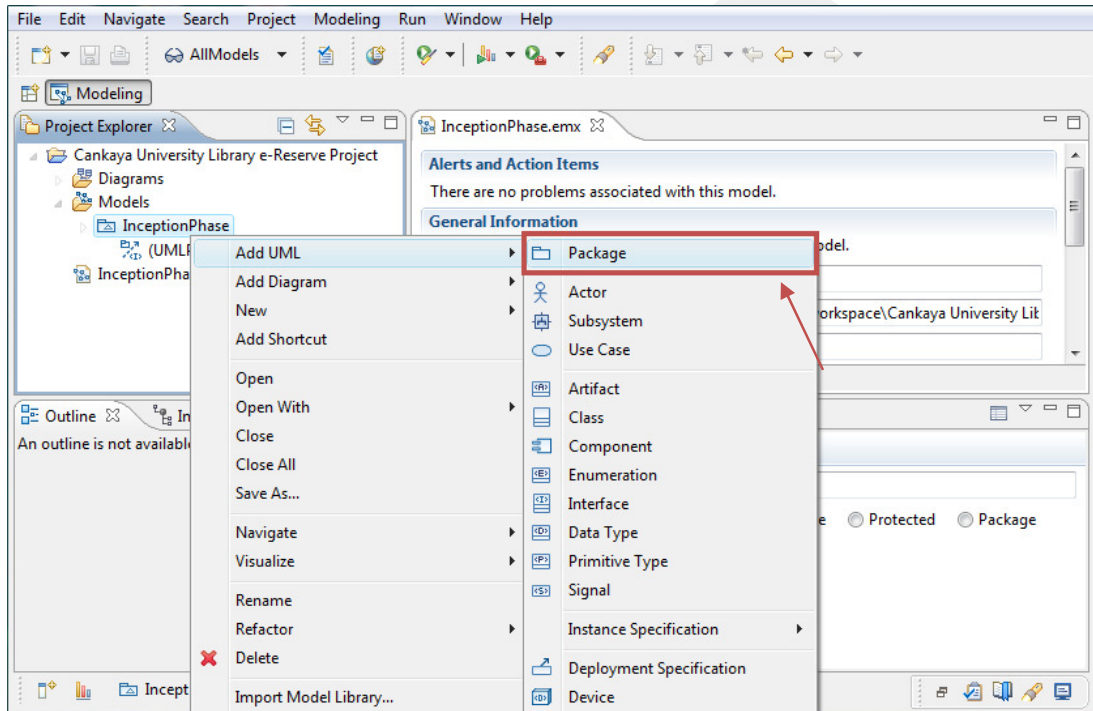 File Edit Navigate Search Project Modeling Run Window Help
AllModels
Modeling
Project Explorer
InceptionPhase.emx
Cankaya University Library e-Reserve Project
Diagrams
Models
InceptionPhase
(UML
InceptionPha
Alerts and Action Items
There are no problems associated with this model.
General Information
del.
orkspace\Cankaya University Lit
Add UML
Add Diagram
New
Add Shortcut
Open
Open With
Close
Close All
Save As...
Navigate
Visualize
Rename
Refactor
Delete
Import Model Library...
Package
Actor
Subsystem
Use Case
Artifact
Class
Component
Enumeration
Interface
Data Type
Primitive Type
Signal
Instance Specification
Deployment Specification
Device
Outline In
An outline is not availabl
e Protected Package
Incept